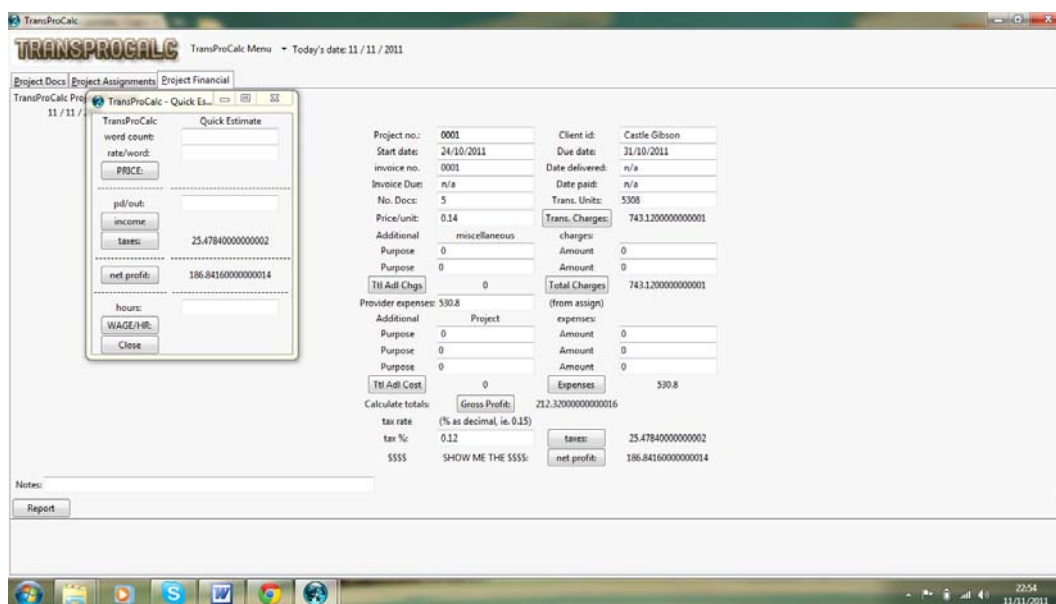 TransProCalc
TRANSPROCALC TransProCalc Menu Today's date: 11 / 11 / 2011
Project Docs Project Assignments Project Financial
TransProCalc Proj
11 / 11 /
TransProCalc - Quick Es...
TransProCalc Quick Estimate
word count:
rate/word:
PRICE:
pd/out:
income
taxes: 25.47840000000002
net profit: 186.84160000000014
hours:
WAGE/HR:
Close
Project no.: 0001 Client id: Castle Gibson
Start date: 24/10/2011 Due date: 31/10/2011
invoice no. 0001 Date delivered: n/a
Invoice Due: n/a Date paid: n/a
No. Docs: 5 Trans. Units: 5308
Price/unit: 0.14 Trans. Charges: 743.1200000000001
Additional miscellaneous charges:
Purpose 0 Amount 0
Purpose 0 Amount 0
Ttl Adl Chgs 0 Total Charges 743.1200000000001
Provider expenses: 530.8 (from assign)
Additional Project expenses:
Purpose 0 Amount 0
Purpose 0 Amount 0
Purpose 0 Amount 0
Ttl Adl Cost 0 Expenses 530.8
Calculate totals: Gross Profit: 212.32000000000016
tax rate (% as decimal, ie. 0.15)
tax %: 0.12 taxes: 25.47840000000002
$$$$ SHOW ME THE $$$$: net profit: 186.84160000000014
Notes:
Report
22:54
11/11/2011